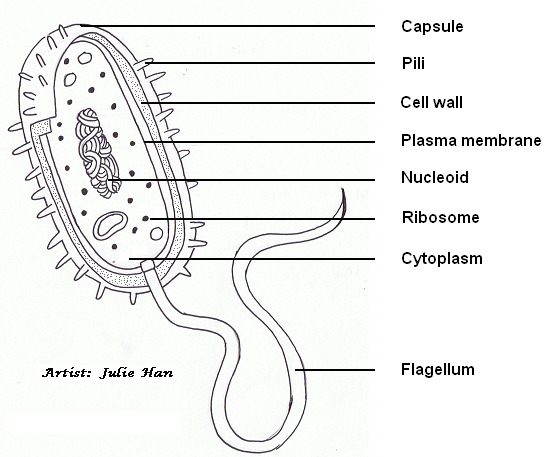 Capsule
Pili
Cell wall
Plasma membrane
Nucleoid
Ribosome
Cytoplasm
Flagellum
Artist: Julie Han